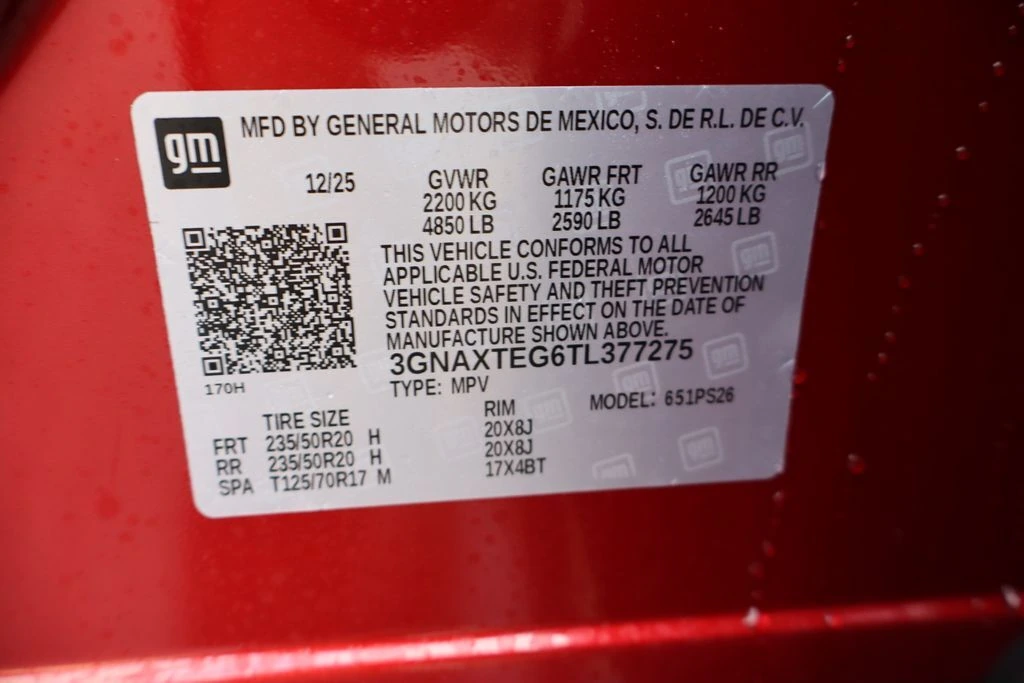 gm
MFD BY GENERAL MOTORS DE MEXICO, S. DE R.L. DE C.V.
12/25 GVWR GAWR FRT GAWR RR
2200 KG 1175 KG 1200 KG
4850 LB 2590 LB 2645 LB
THIS VEHICLE CONFORMS TO ALL
APPLICABLE U.S. FEDERAL MOTOR
VEHICLE SAFETY AND THEFT PREVENTION
STANDARDS IN EFFECT ON THE DATE OF
MANUFACTURE SHOWN ABOVE.
3GNAXTEG6TL377275
170H
TYPE: MPV MODEL: 651PS26
TIRE SIZE RIM
FRT 235/50R20 H 20X8J
RR 235/50R20 H 20X8J
SPA T125/70R17 M 17X4BT